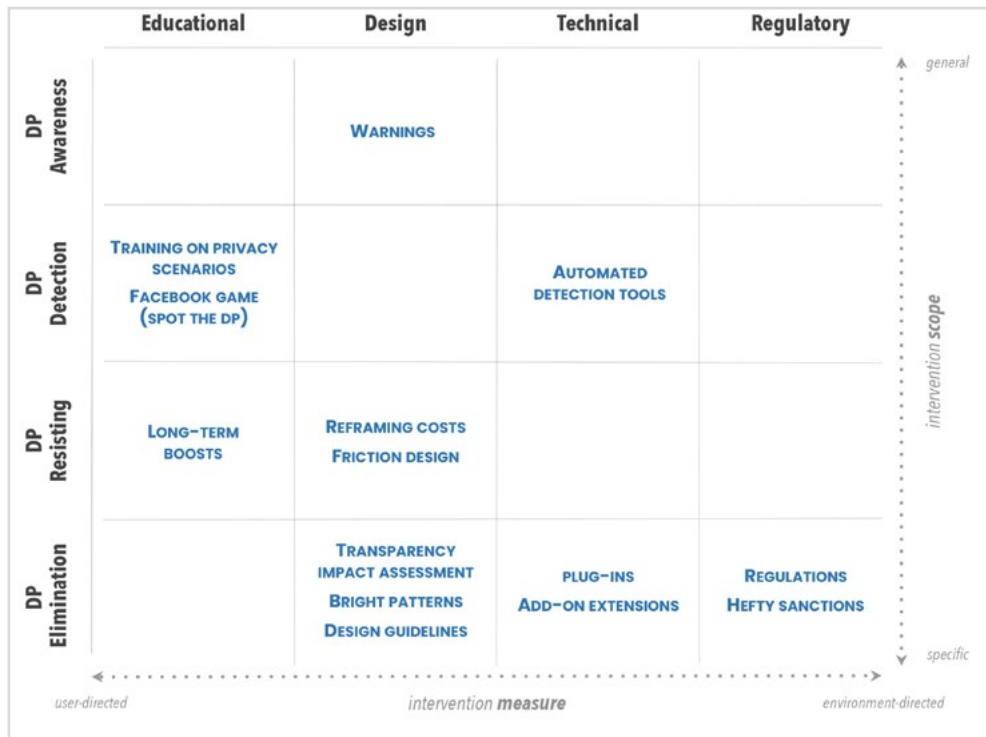 Educational Design Technical Regulatory
general
DP Awareness
WARNINGS
DP Detection
TRAINING ON PRIVACY
SCENARIOS
FACEBOOK GAME
(SPOT THE DP)
AUTOMATED
DETECTION TOOLS
intervention scope
DP Resisting
LONG-TERM
BOOSTS
REFRAMING COSTS
FRICTION DESIGN
DP Elimination
TRANSPARENCY
IMPACT ASSESSMENT
BRIGHT PATTERNS
DESIGN GUIDELINES
PLUG-INS
ADD-ON EXTENSIONS
REGULATIONS
HEFTY SANCTIONS
specific
user-directed
intervention measure
environment-directed